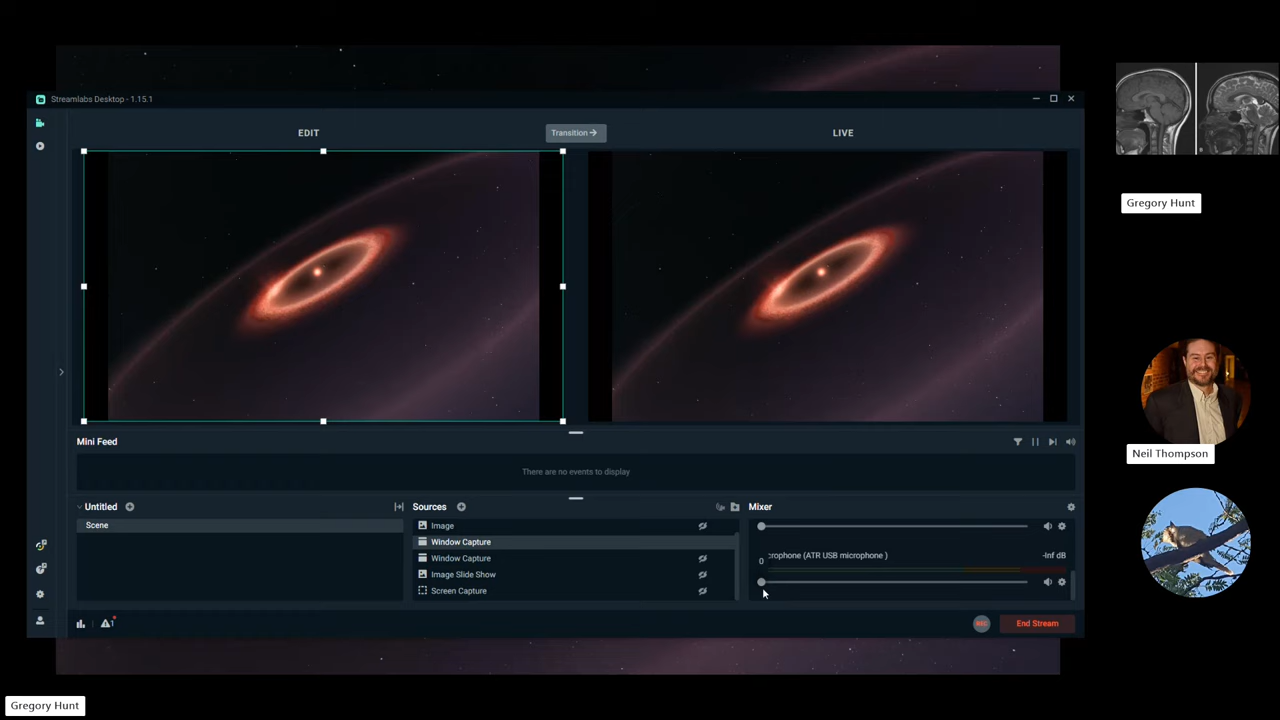 Streamlabs Desktop - 1.15.1
EDIT
Transition
LIVE
Gregory Hunt
Mini Feed
There are no events to display
Neil Thompson
Untitled
Scene
Sources
Image
Window Capture
Window Capture
Image Slide Show
Screen Capture
Mixer
0
crophone (ATR USB microphone )
-Inf dB
1
REC
End Stream
Gregory Hunt